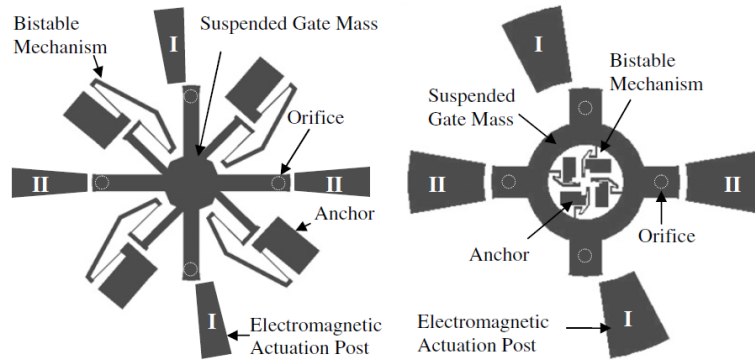 Bistable
Mechanism
I
Suspended Gate Mass
Orifice
II
II
Anchor
I
Electromagnetic
Actuation Post
I
Bistable
Mechanism
Suspended
Gate Mass
II
II
Anchor
Orifice
Electromagnetic
Actuation Post
I